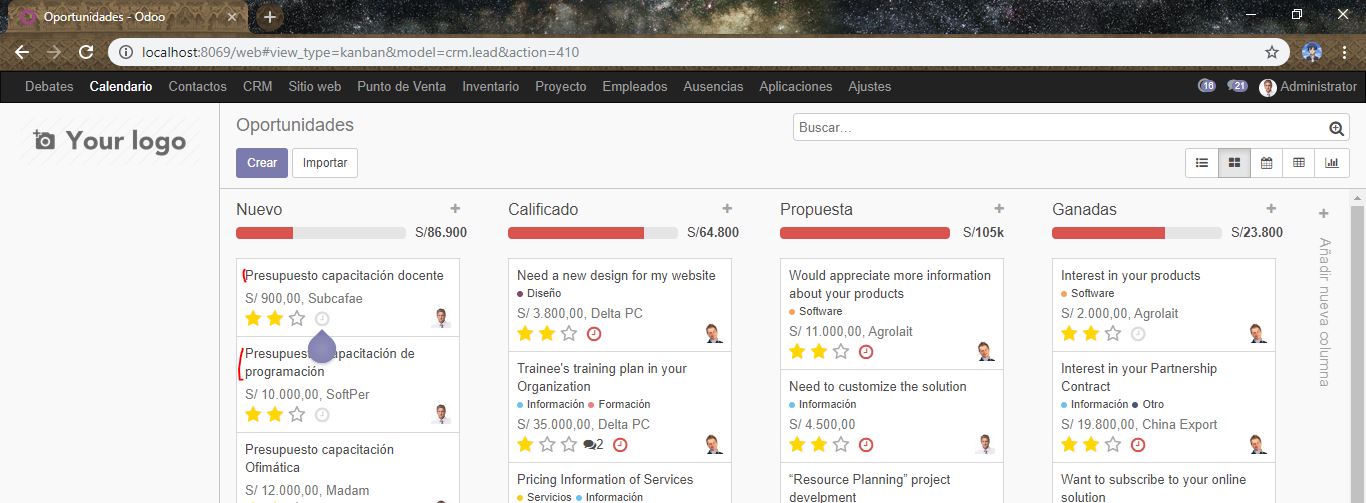 Oportunidades - Odoo
localhost:8069/web#view_type=kanban&model=crm.lead&action=410
Debates Calendario Contactos CRM Sitio web Punto de Venta Inventario Proyecto Empleados Ausencias Aplicaciones Ajustes 16 21 Administrator
Your logo
Oportunidades
Buscar...
Crear Importar
Nuevo
S/86.900
Presupuesto capacitación docente
S/ 900,00, Subcafae
Presupuesto capacitación de
programación
S/ 10.000,00, SoftPer
Presupuesto capacitación
Ofimática
S/ 12.000,00, Madam
Calificado
S/64.800
Need a new design for my website
Diseño
S/ 3.800,00, Delta PC
Trainee's training plan in your
Organization
Información Formación
S/ 35.000,00, Delta PC
2
Pricing Information of Services
Servicios Información
Propuesta
S/105k
Would appreciate more information
about your products
Software
S/ 11.000,00, Agrolait
Need to customize the solution
Información
S/ 4.500,00
“Resource Planning” project
develpment
Ganadas
S/23.800
Interest in your products
Software
S/ 2.000,00, Agrolait
Interest in your Partnership
Contract
Información Otro
S/ 19.800,00, China Export
Want to subscribe to your online
solution
Añadir nueva columna